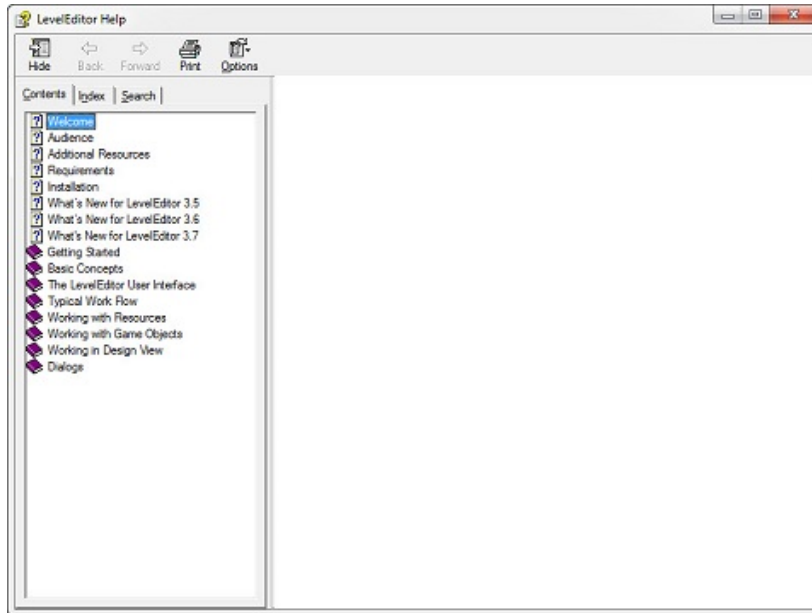 LevelEditor Help
Hide Back Forward Print Options
Contents Index Search
Welcome
Audience
Additional Resources
Requirements
Installation
What's New for LevelEditor 3.5
What's New for LevelEditor 3.6
What's New for LevelEditor 3.7
Getting Started
Basic Concepts
The LevelEditor User Interface
Typical Work Flow
Working with Resources
Working with Game Objects
Working in Design View
Dialogs